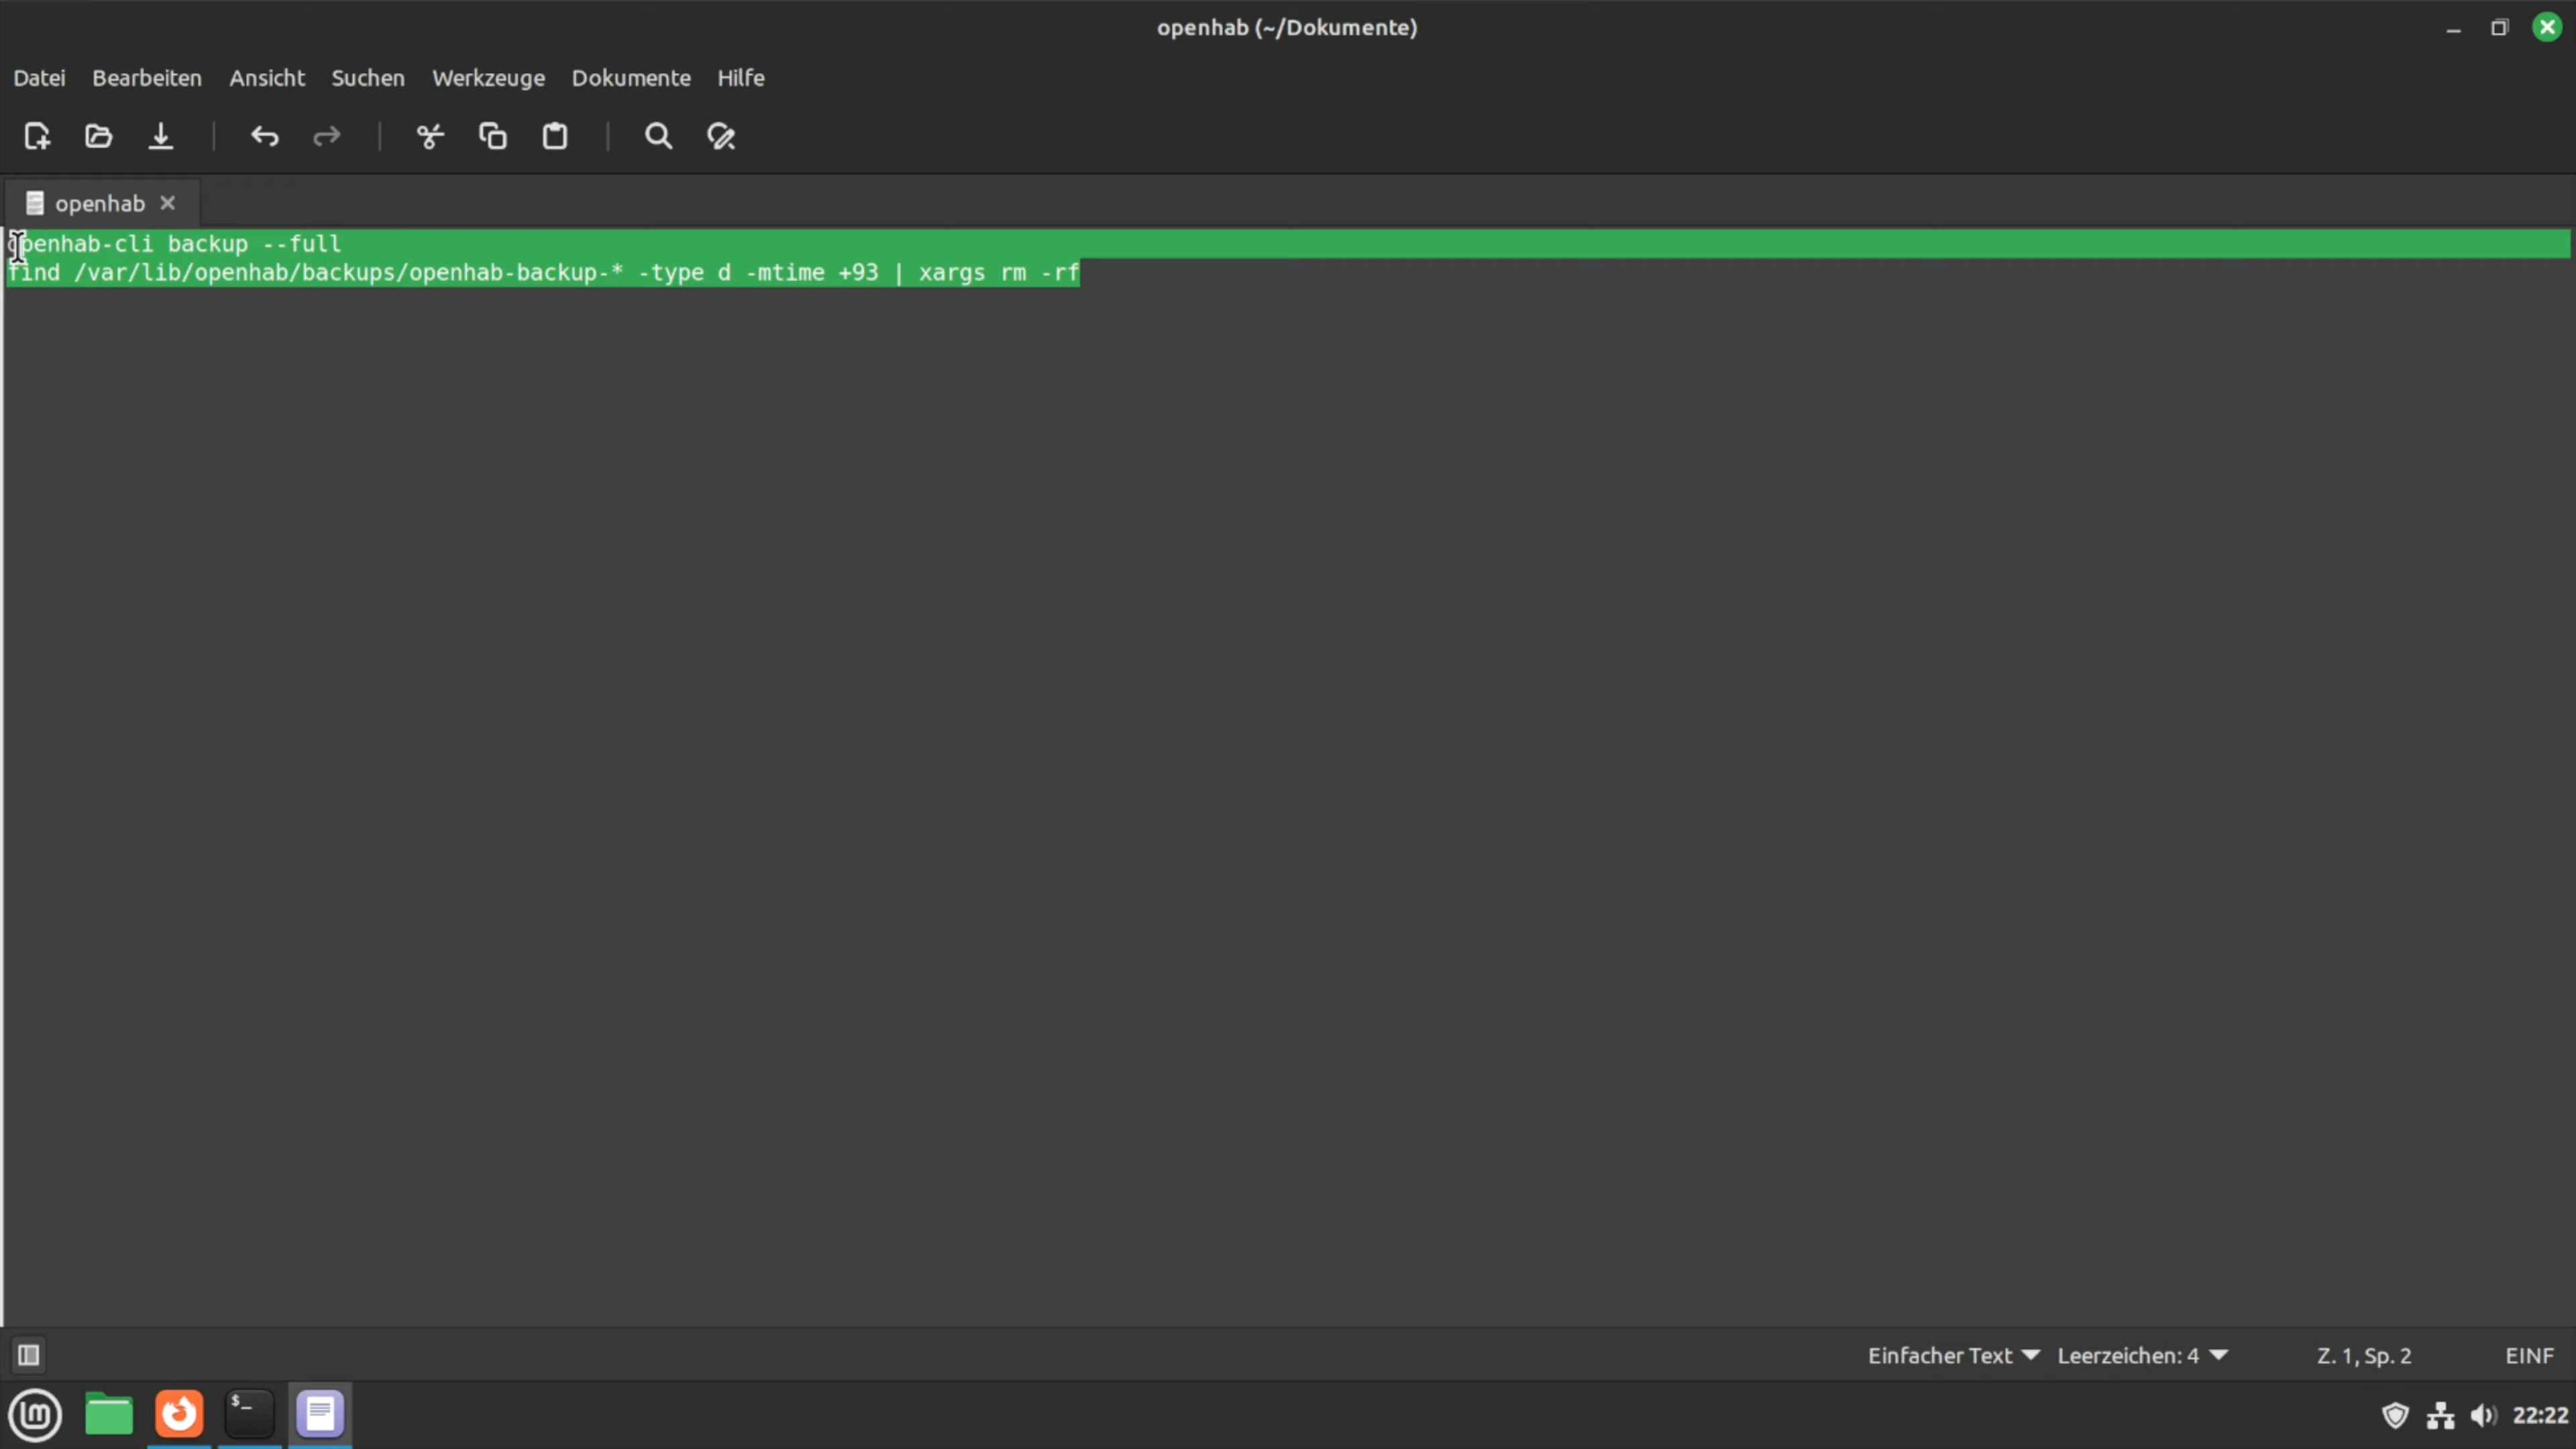 openhab (~/Dokumente)
Datei Bearbeiten Ansicht Suchen Werkzeuge Dokumente Hilfe
openhab
openhab-cli backup --full
find /var/lib/openhab/backups/openhab-backup-* -type d -mtime +93 | xargs rm -rf
Einfacher Text Leerzeichen: 4 Z. 1, Sp. 2 EINF
$_
22:22